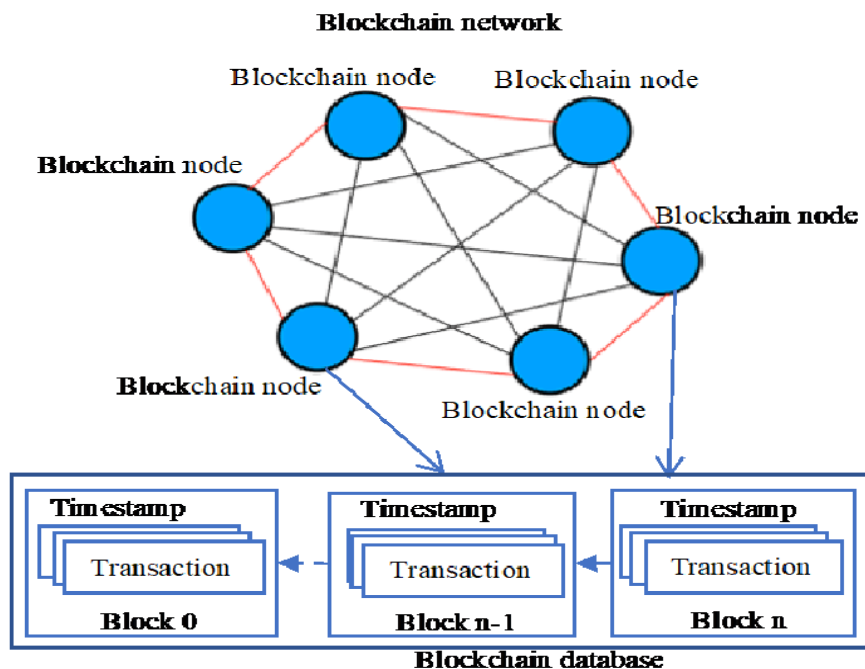 Blockchain network
Blockchain node
Blockchain node
Blockchain node
Blockchain node
Blockchain node
Blockchain node
Timestamp
Transaction
Block 0
Timestamp
Transaction
Block n-1
Timestamp
Transaction
Block n
Blockchain database